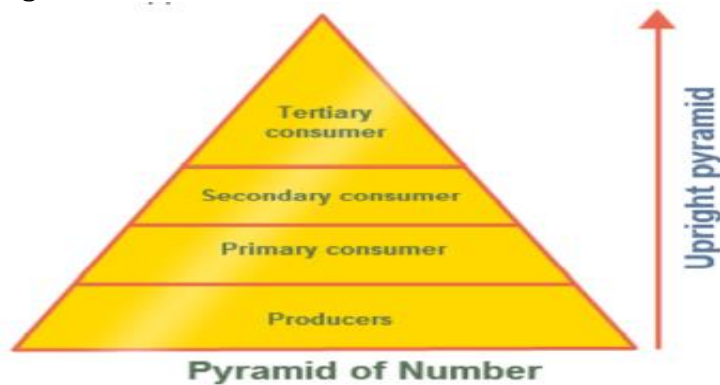 Tertiary
consumer
Secondary consumer
Primary consumer
Producers
Pyramid of Number
Upright pyramid